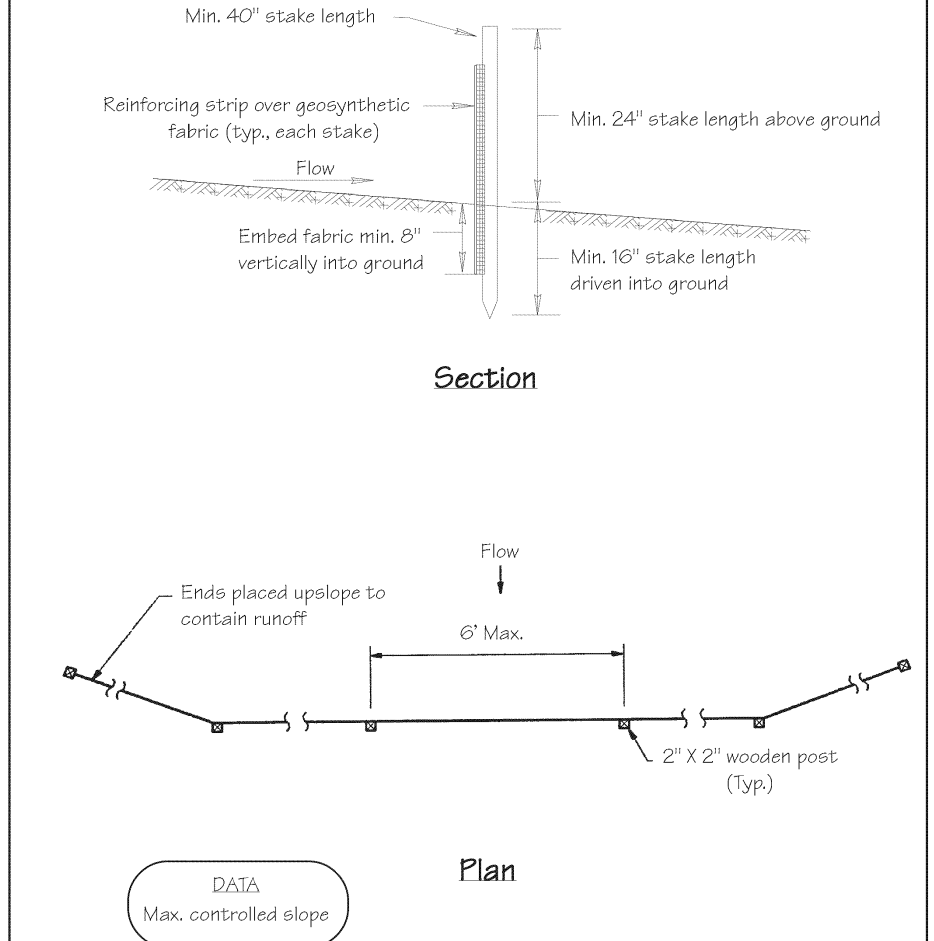 Min. 40" stake length
Reinforcing strip over geosynthetic
fabric (typ., each stake)
Min. 24" stake length above ground
Flow
Embed fabric min. 8"
vertically into ground
Min. 16" stake length
driven into ground
Section
Flow
Ends placed upslope to
contain runoff
6' Max.
2" X 2" wooden post
(Typ.)
Plan
DATA
Max. controlled slope